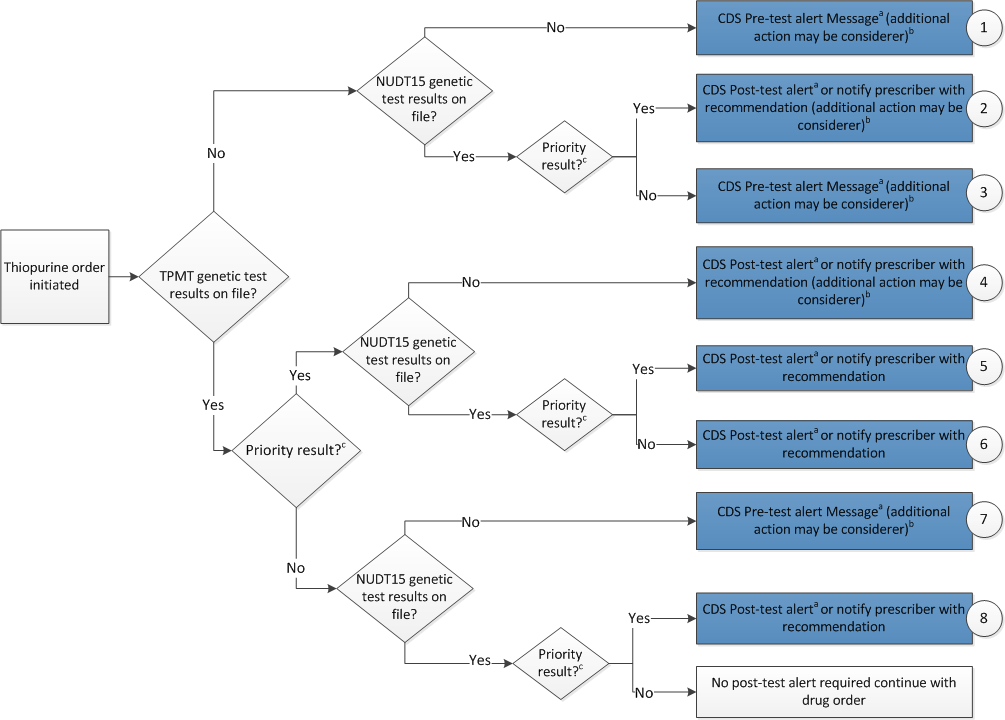 Thiopurine order
initiated
TPMT genetic test
results on file?
No
NUDT15 genetic
test results on
file?
No
CDS Pre-test alert Messageᵃ (additional
action may be considerer)ᵇ
1
Yes
Priority
result?ᶜ
Yes
CDS Post-test alertᵃ or notify prescriber with
recommendation (additional action may be
considerer)ᵇ
2
No
CDS Pre-test alert Messageᵃ (additional
action may be considerer)ᵇ
3
Yes
Priority result?ᶜ
Yes
NUDT15 genetic
test results on
file?
No
CDS Post-test alertᵃ or notify prescriber with
recommendation (additional action may be
considerer)ᵇ
4
Yes
Priority
result?ᶜ
Yes
CDS Post-test alertᵃ or notify prescriber with
recommendation
5
No
CDS Post-test alertᵃ or notify prescriber with
recommendation
6
No
NUDT15 genetic
test results on
file?
No
CDS Pre-test alert Messageᵃ (additional
action may be considerer)ᵇ
7
Yes
Priority
result?ᶜ
Yes
CDS Post-test alertᵃ or notify prescriber with
recommendation
8
No
No post-test alert required continue with
drug order